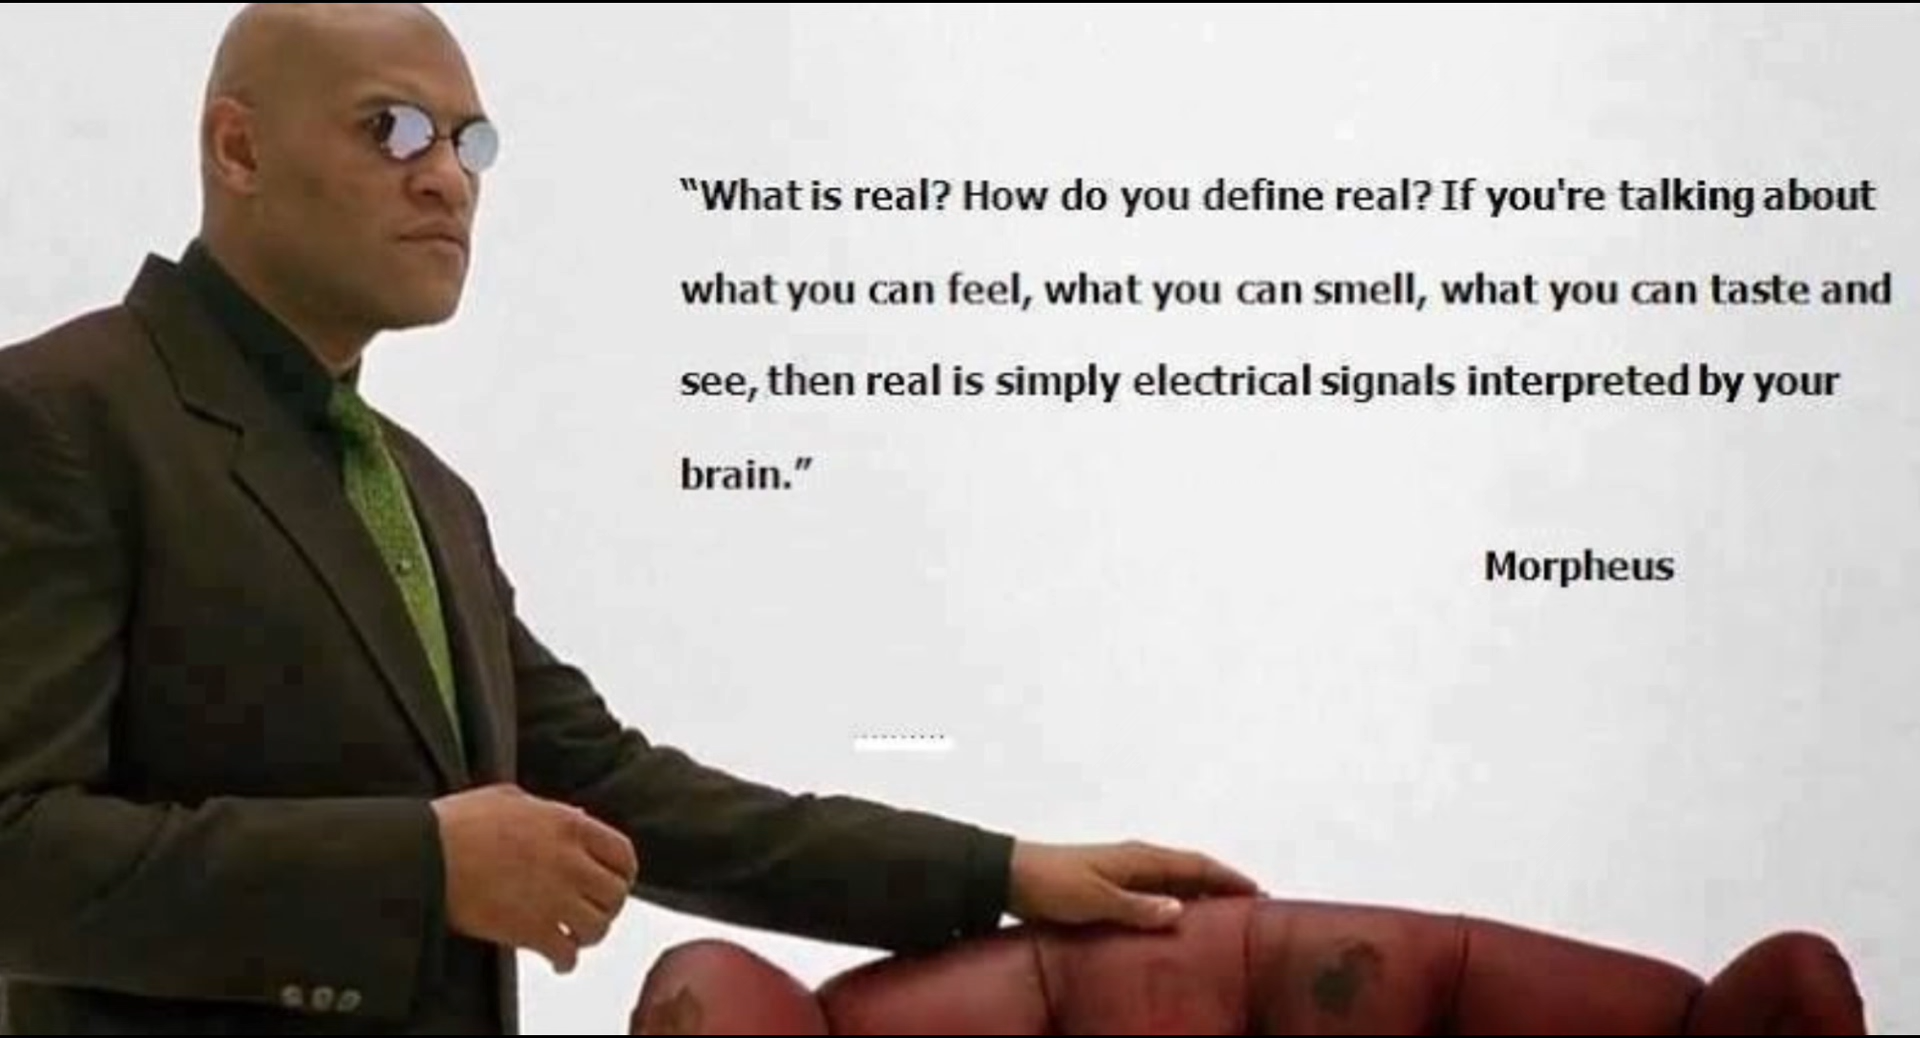 “What is real? How do you define real? If you're talking about
what you can feel, what you can smell, what you can taste and
see, then real is simply electrical signals interpreted by your
brain.”
Morpheus